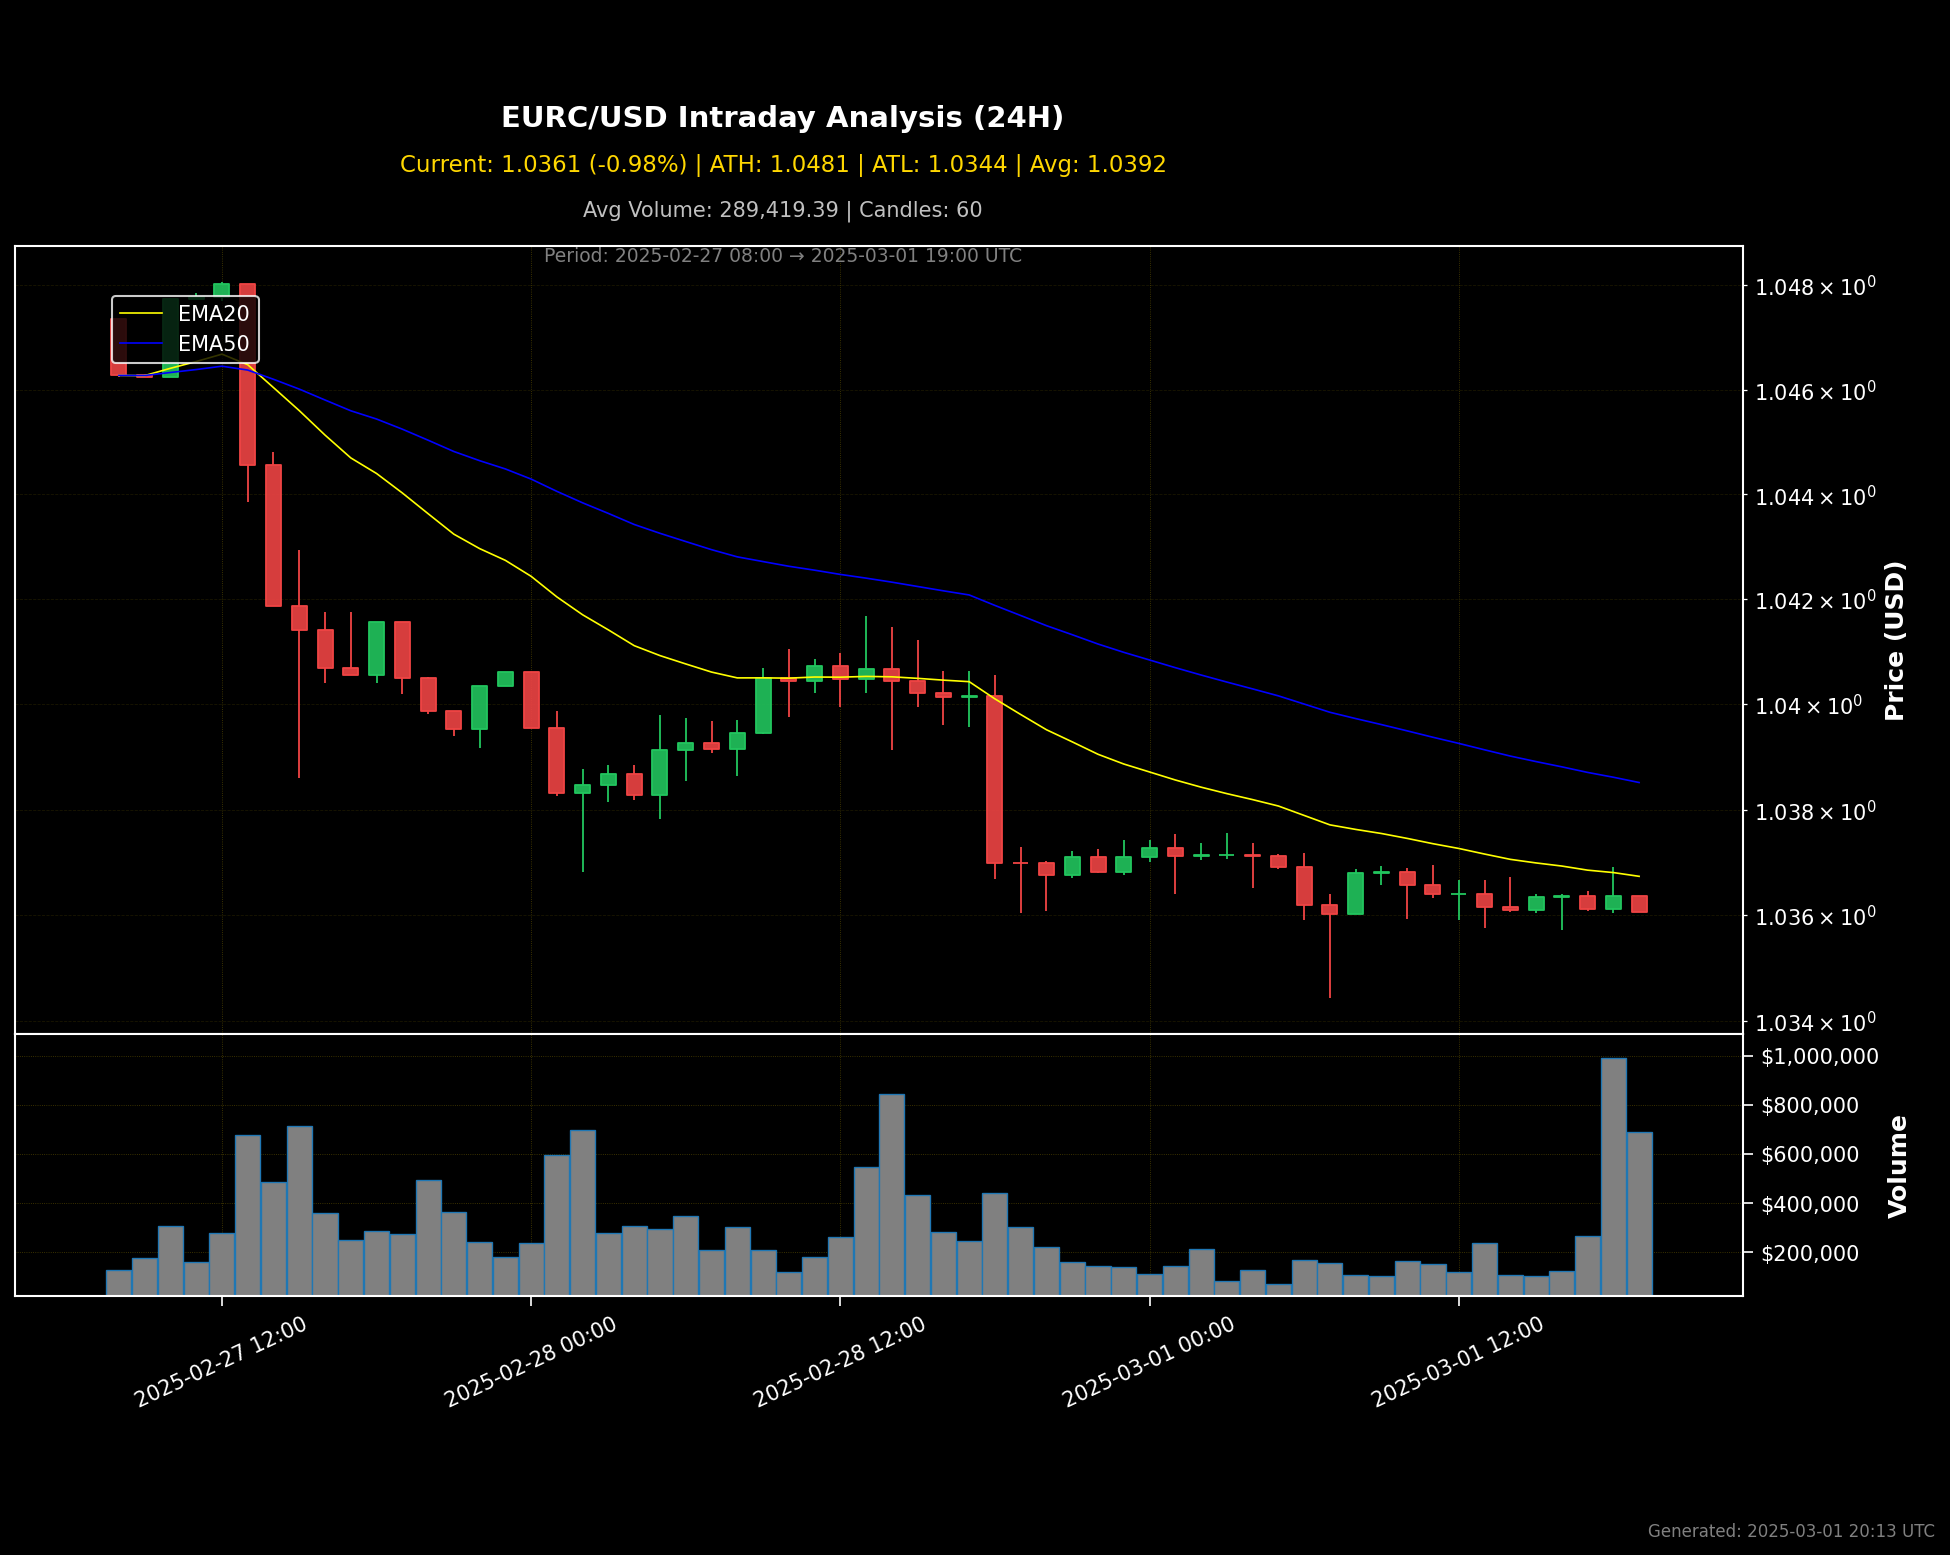 EURC/USD Intraday Analysis (24H)
Current: 1.0361 (-0.98%) | ATH: 1.0481 | ATL: 1.0344 | Avg: 1.0392
Avg Volume: 289,419.39 | Candles: 60
Period: 2025-02-27 08:00 → 2025-03-01 19:00 UTC
EMA20
EMA50
1.048 × 10⁰
1.046 × 10⁰
1.044 × 10⁰
1.042 × 10⁰
1.04 × 10⁰
1.038 × 10⁰
1.036 × 10⁰
1.034 × 10⁰
Price (USD)
$1,000,000
$800,000
$600,000
$400,000
$200,000
Volume
2025-02-27 12:00
2025-02-28 00:00
2025-02-28 12:00
2025-03-01 00:00
2025-03-01 12:00
Generated: 2025-03-01 20:13 UTC